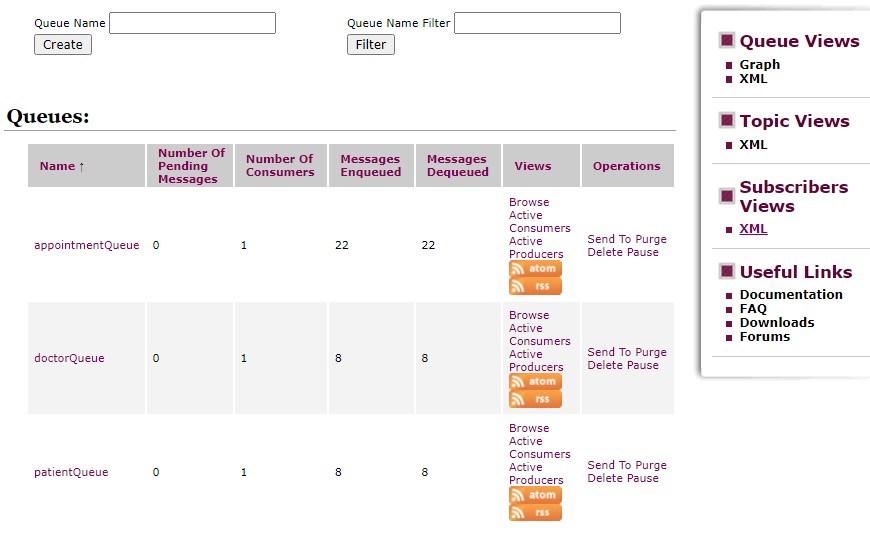 Queue Name
Create
Queue Name Filter
Filter
Queues:
Name ↑
Number Of
Pending
Messages
Number Of
Consumers
Messages
Enqueued
Messages
Dequeued
Views
Operations
appointmentQueue
0
1
22
22
Browse
Active
Consumers
Active
Producers
atom
rss
Send To Purge
Delete Pause
doctorQueue
0
1
8
8
Browse
Active
Consumers
Active
Producers
atom
rss
Send To Purge
Delete Pause
patientQueue
0
1
8
8
Browse
Active
Consumers
Active
Producers
atom
rss
Send To Purge
Delete Pause
Queue Views
Graph
XML
Topic Views
XML
Subscribers
Views
XML
Useful Links
Documentation
FAQ
Downloads
Forums